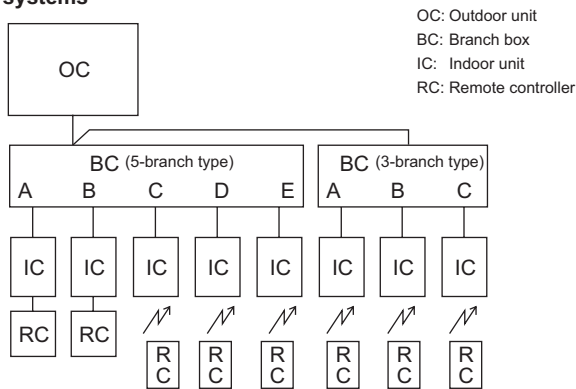 systems
OC: Outdoor unit
BC: Branch box
IC: Indoor unit
RC: Remote controller
OC
BC (5-branch type)
A B C D E
BC (3-branch type)
A B C
IC IC IC IC IC IC IC IC
RC RC
R R R R R R
C C C C C C